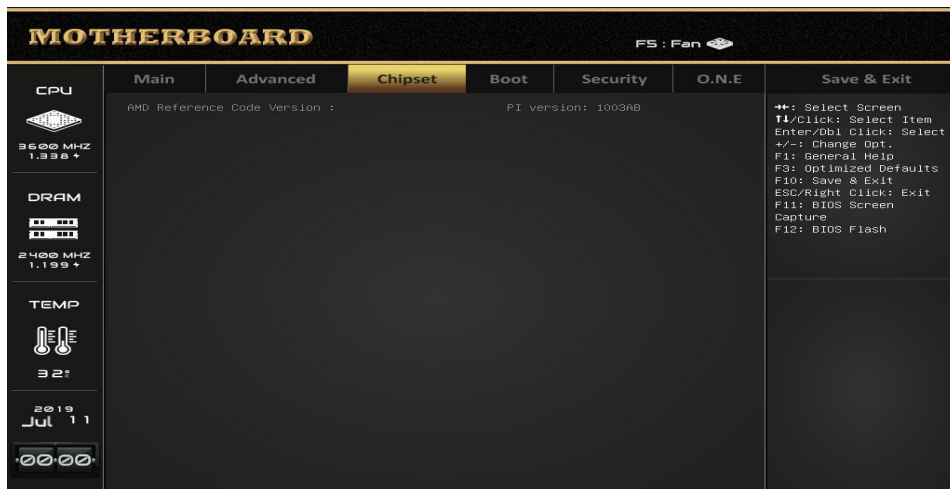 MOTHERBOARD
F5 : Fan
CPU
3600 MHZ
1.338
DRAM
2400 MHZ
1.199
TEMP
32°
2019
Jul 11
00:00
Main Advanced Chipset Boot Security O.N.E Save & Exit
AMD Reference Code Version : PI version: 1003AB
→←: Select Screen
↑↓/Click: Select Item
Enter/Dbl Click: Select
+/-: Change Opt.
F1: General Help
F3: Optimized Defaults
F10: Save & Exit
ESC/Right Click: Exit
F11: BIOS Screen
Capture
F12: BIOS Flash